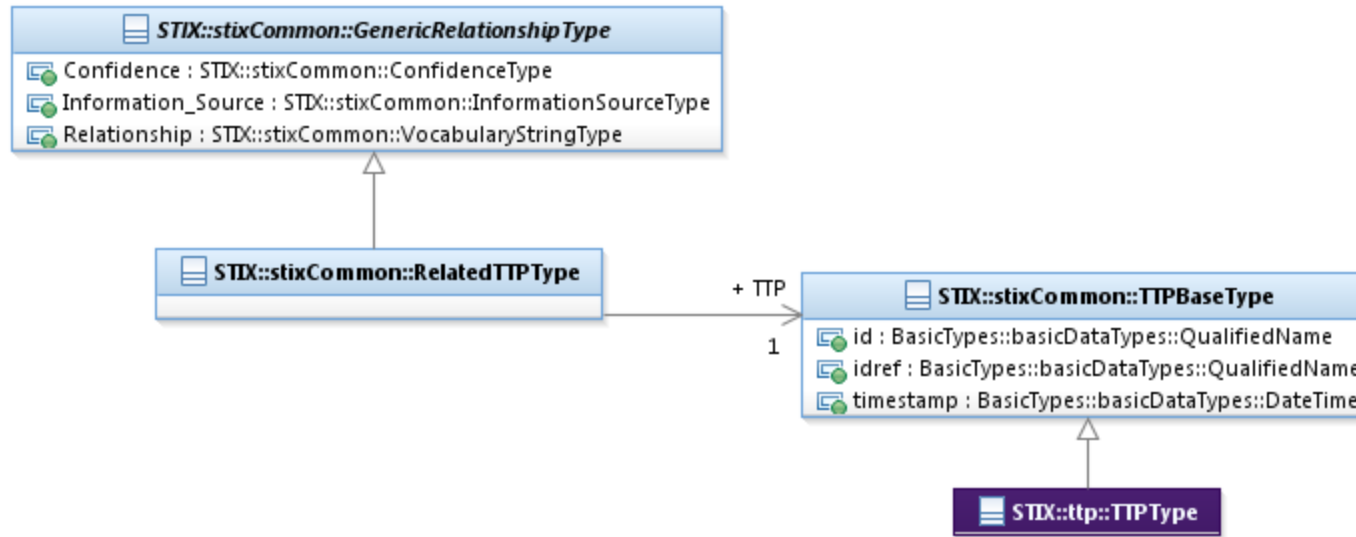 STIX::stixCommon::GenericRelationshipType
Confidence : STIX::stixCommon::ConfidenceType
Information_Source : STIX::stixCommon::InformationSourceType
Relationship : STIX::stixCommon::VocabularyStringType
STIX::stixCommon::RelatedTTPType
+ TTP
1
STIX::stixCommon::TTPBaseType
id : BasicTypes::basicDataTypes::QualifiedName
idref : BasicTypes::basicDataTypes::QualifiedName
timestamp : BasicTypes::basicDataTypes::DateTime
STIX::ttp::TTPType